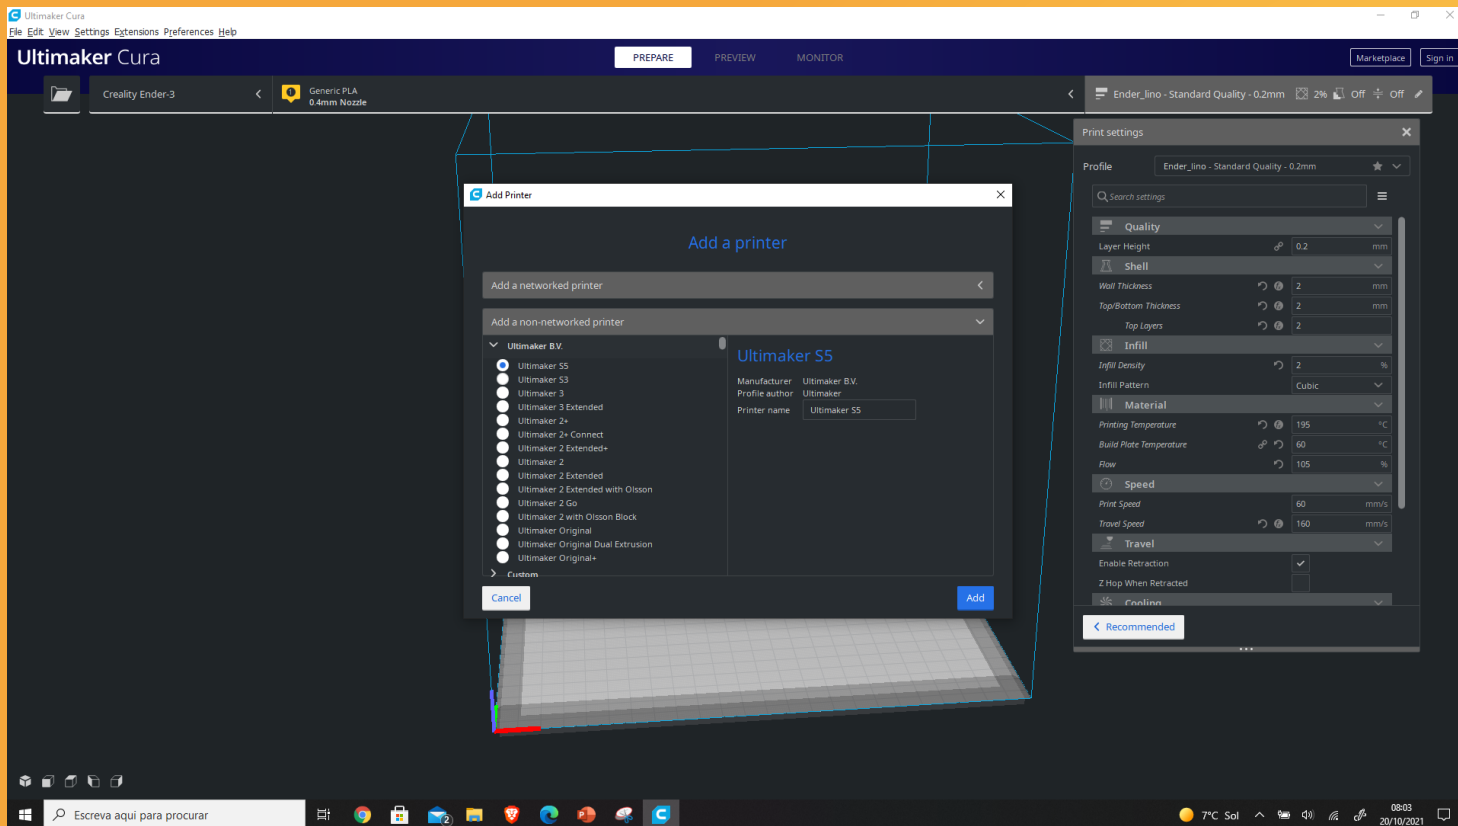 Ultimaker Cura
File Edit View Settings Extensions Preferences Help
Ultimaker Cura
PREPARE PREVIEW MONITOR
Marketplace Sign in
Creality Ender-3
Generic PLA
0.4mm Nozzle
Ender_lino - Standard Quality - 0.2mm 2% Off Off
Print settings
Profile Ender_lino - Standard Quality - 0.2mm
Search settings
Quality
Layer Height 0.2 mm
Shell
Wall Thickness 2 mm
Top/Bottom Thickness 2 mm
Top Layers 2
Infill
Infill Density 2 %
Infill Pattern Cubic
Material
Printing Temperature 195 °C
Build Plate Temperature 60 °C
Flow 105 %
Speed
Print Speed 60 mm/s
Travel Speed 160 mm/s
Travel
Enable Retraction
Z Hop When Retracted
Cooling
Recommended
Add Printer
Add a printer
Add a networked printer
Add a non-networked printer
Ultimaker B.V.
Ultimaker S5
Ultimaker S3
Ultimaker 3
Ultimaker 3 Extended
Ultimaker 2+
Ultimaker 2+ Connect
Ultimaker 2 Extended+
Ultimaker 2
Ultimaker 2 Extended
Ultimaker 2 Extended with Olsson
Ultimaker 2 Go
Ultimaker 2 with Olsson Block
Ultimaker Original
Ultimaker Original Dual Extrusion
Ultimaker Original+
Custom
Ultimaker S5
Manufacturer Ultimaker B.V.
Profile author Ultimaker
Printer name Ultimaker S5
Cancel Add
Escreva aqui para procurar
2
7°C Sol
08:03
20/10/2021